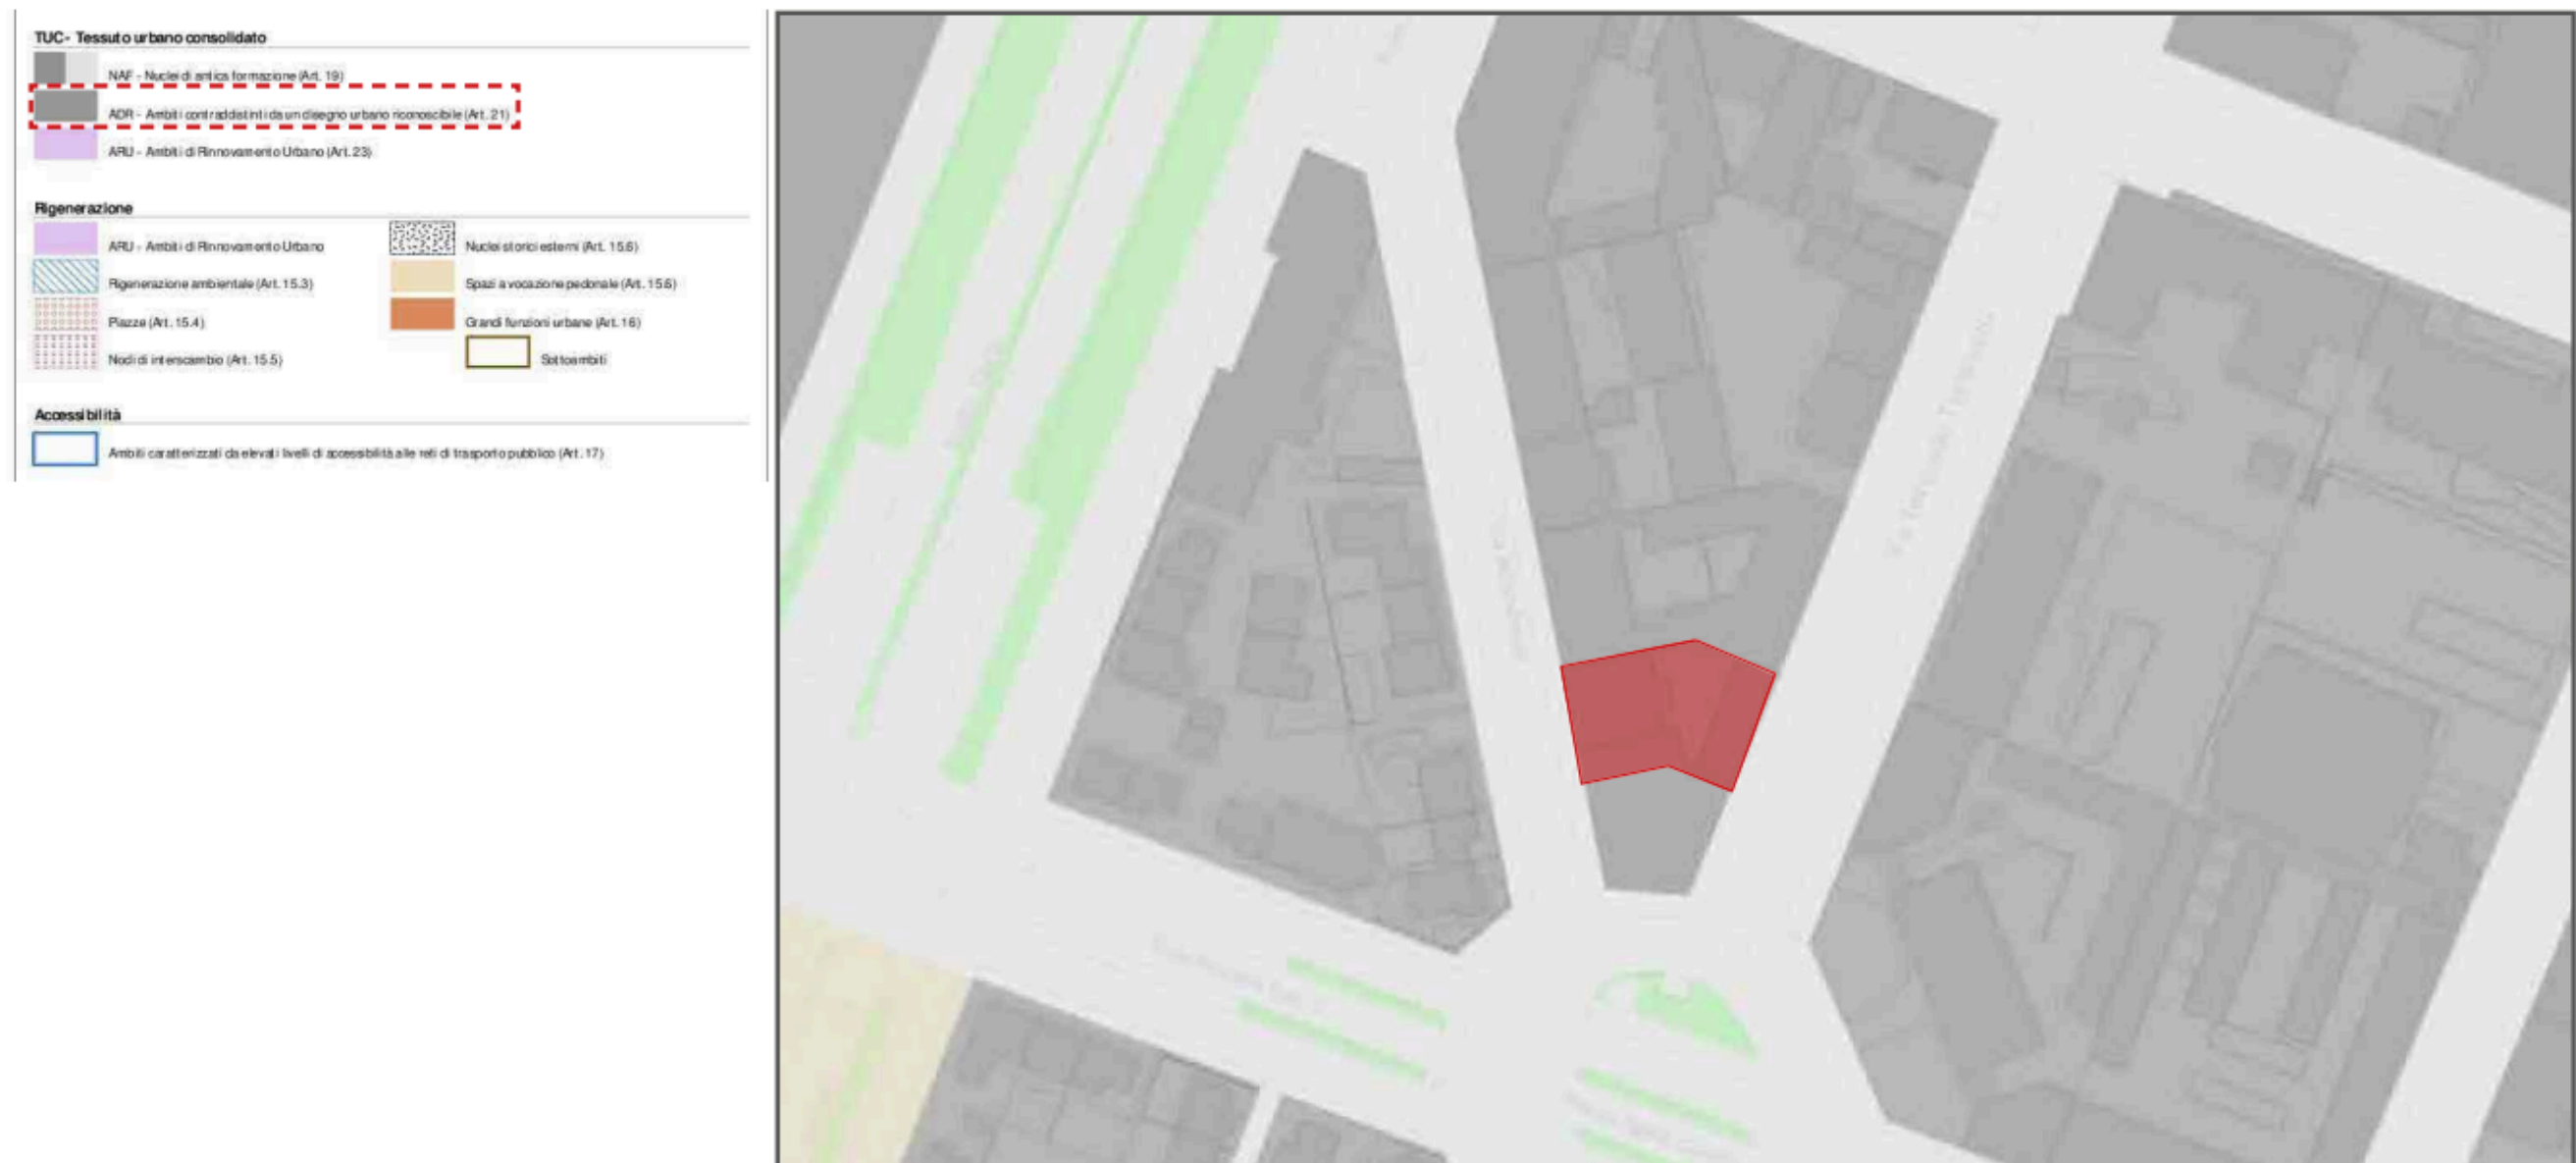 TUC- Tessuto urbano consolidato
NAF - Nuclei di antica formazione (Art. 19)
ADR - Ambiti contraddistinti da un disegno urbano riconoscibile (Art. 21)
ARU - Ambiti di Rinnovamento Urbano (Art. 23)
Rigenerazione
ARU - Ambiti di Rinnovamento Urbano
Nuclei storici esterni (Art. 15.6)
Rigenerazione ambientale (Art. 15.3)
Spazi a vocazione pedonale (Art. 15.6)
Piazze (Art. 15.4)
Grandi funzioni urbane (Art. 16)
Nodi di interscambio (Art. 15.5)
Sottoambiti
Accessibilità
Ambiti caratterizzati da elevati livelli di accessibilità alle reti di trasporto pubblico (Art. 17)